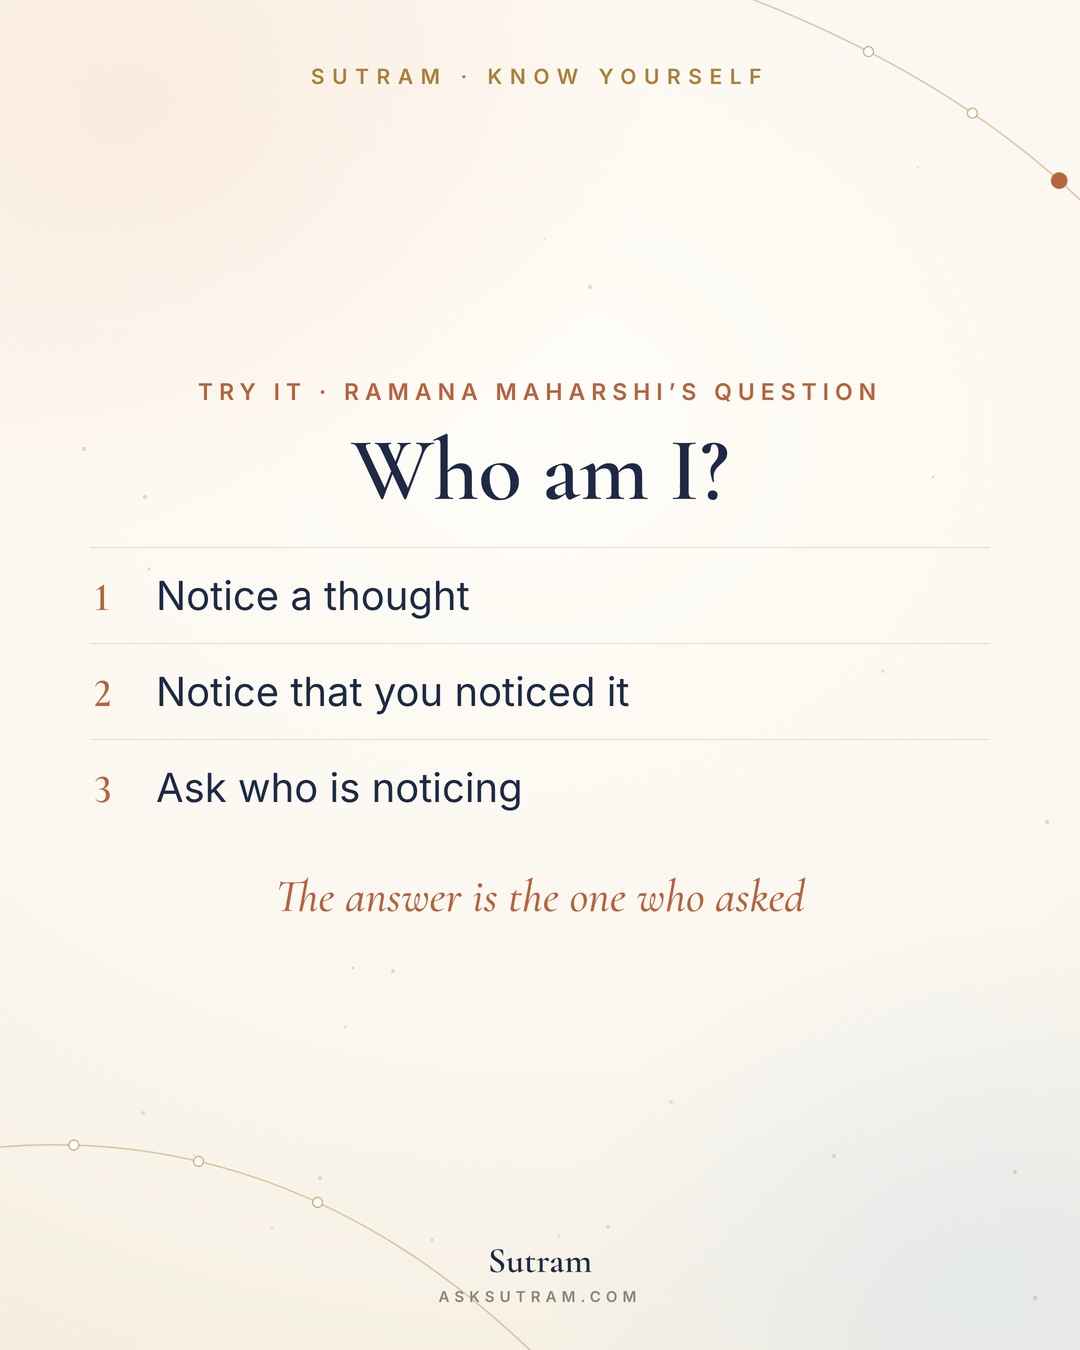 SUTRAM · KNOW YOURSELF
TRY IT · RAMANA MAHARSHI’S QUESTION
Who am I?
1 Notice a thought
2 Notice that you noticed it
3 Ask who is noticing
The answer is the one who asked
Sutram
ASKSUTRAM.COM